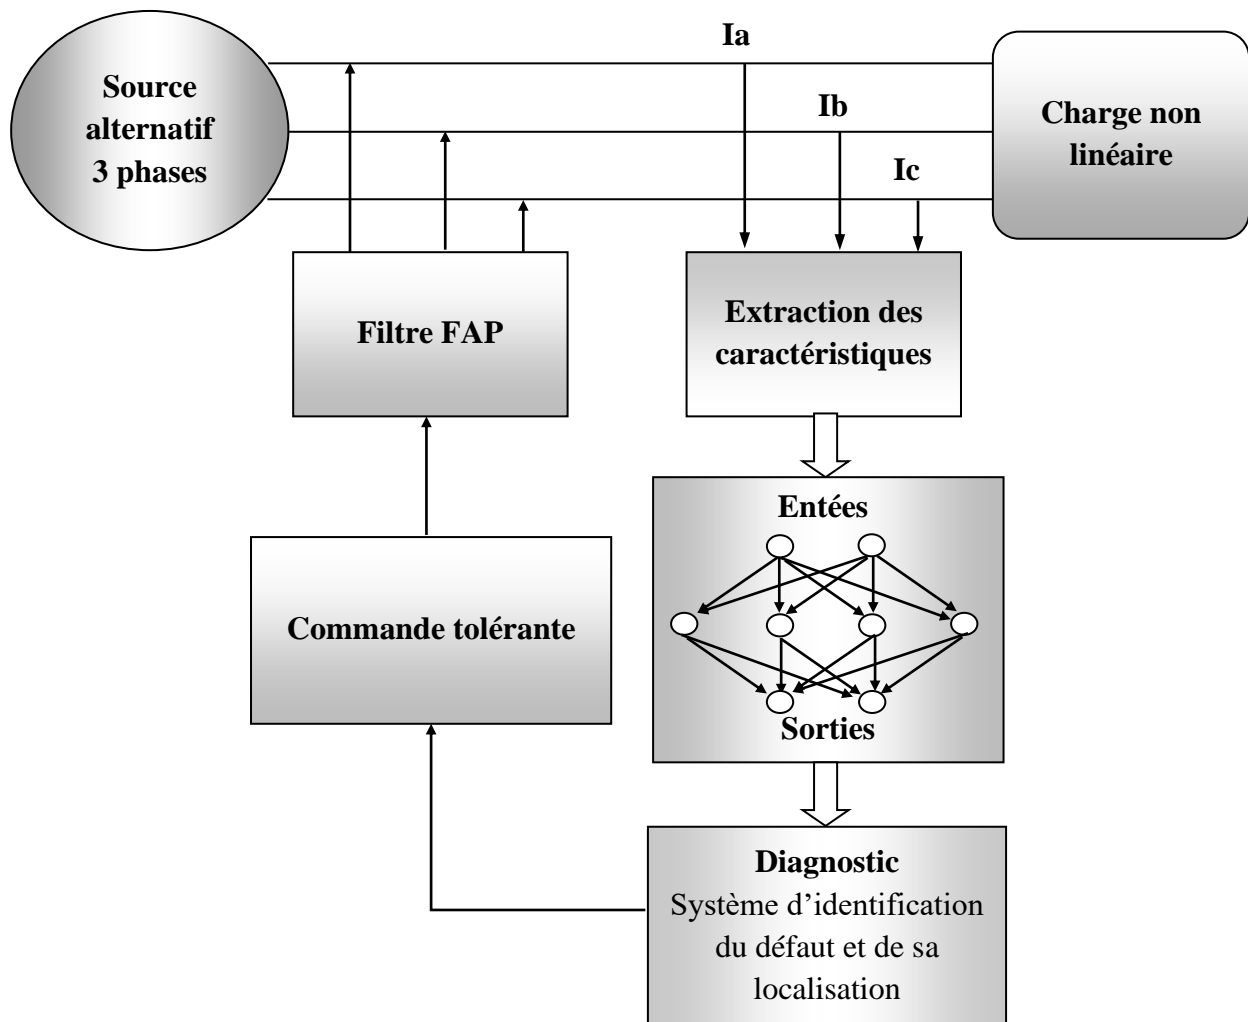 Source
alternatif
3 phases
Ia
Ib
Ic
Charge non
linéaire
Filtre FAP
Extraction des
caractéristiques
Entées
Sorties
Commande tolérante
Diagnostic
Système d’identification
du défaut et de sa
localisation